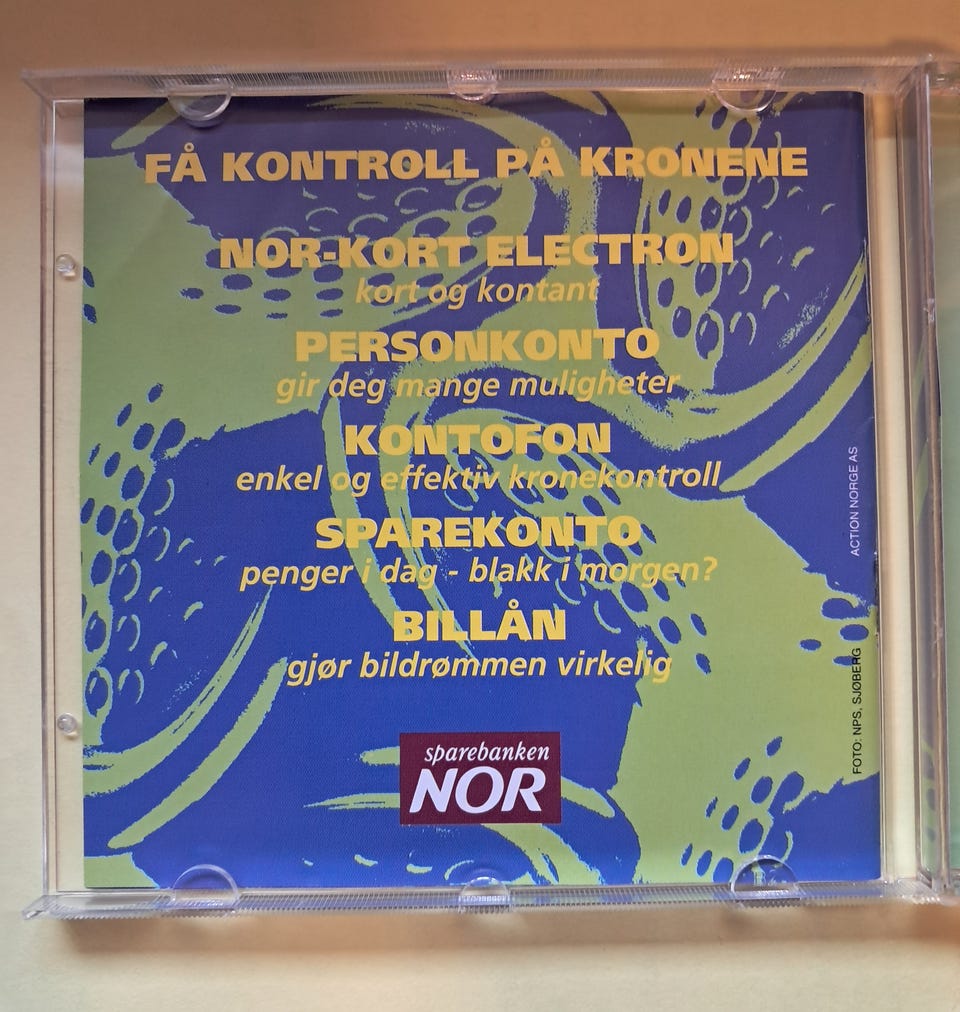 FÅ KONTROLL PÅ KRONENE
NOR-KORT ELECTRON
kort og kontant
PERSONKONTO
gir deg mange muligheter
KONTOFON
enkel og effektiv kronekontroll
SPAREKONTO
penger i dag - blakk i morgen?
BILLÅN
gjør bildrømmen virkelig
sparebanken
NOR
ACTION NORGE AS
FOTO: NPS, SJØBERG